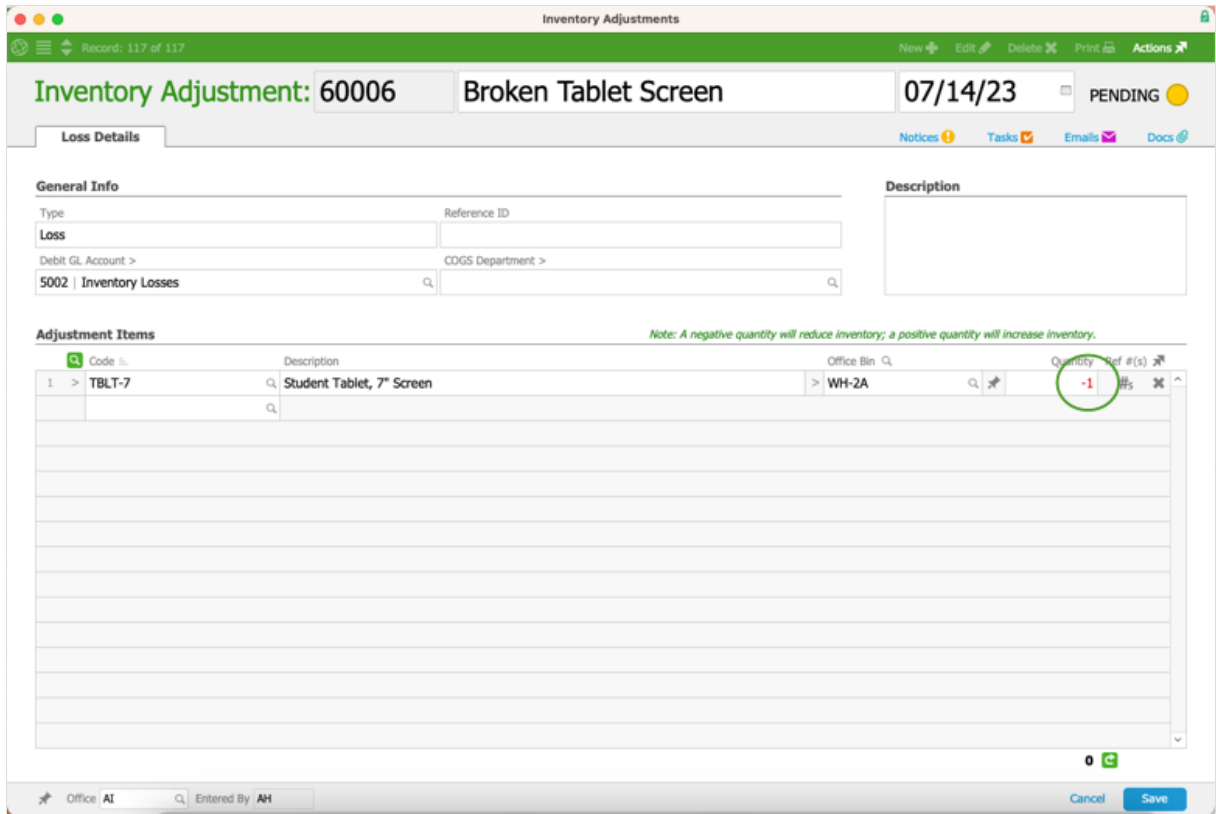 Inventory Adjustments
Record: 117 of 117 New Edit Delete Print Actions
Inventory Adjustment: 60006 Broken Tablet Screen 07/14/23 PENDING
Loss Details Notices Tasks Emails Docs
General Info Description
Type Reference ID
Loss
Debit GL Account > COGS Department >
5002 | Inventory Losses
Adjustment Items Note: A negative quantity will reduce inventory; a positive quantity will increase inventory.
Code Description Office Bin Quantity Ref #(s)
1 > TBLT-7 Student Tablet, 7" Screen > WH-2A -1 #s
0
Office AI Entered By AH Cancel Save